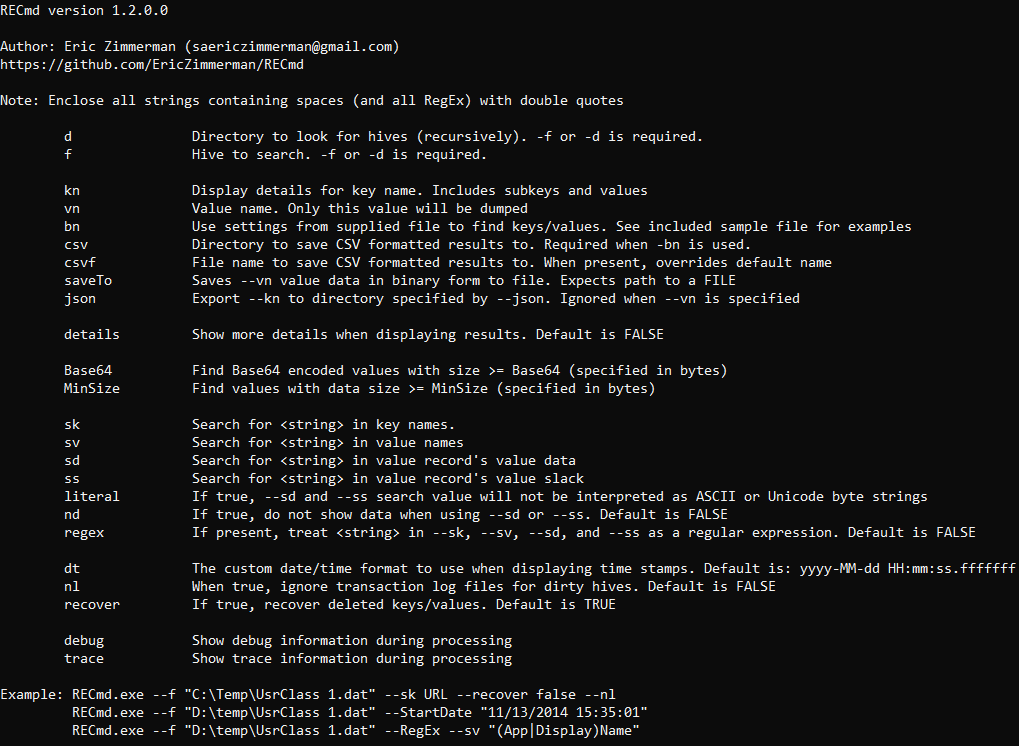 RECmd version 1.2.0.0
Author: Eric Zimmerman (saericzimmerman@gmail.com)
https://github.com/EricZimmerman/RECmd
Note: Enclose all strings containing spaces (and all RegEx) with double quotes
d Directory to look for hives (recursively). -f or -d is required.
f Hive to search. -f or -d is required.
kn Display details for key name. Includes subkeys and values
vn Value name. Only this value will be dumped
bn Use settings from supplied file to find keys/values. See included sample file for examples
csv Directory to save CSV formatted results to. Required when -bn is used.
csvf File name to save CSV formatted results to. When present, overrides default name
saveTo Saves --vn value data in binary form to file. Expects path to a FILE
json Export --kn to directory specified by --json. Ignored when --vn is specified
details Show more details when displaying results. Default is FALSE
Base64 Find Base64 encoded values with size >= Base64 (specified in bytes)
MinSize Find values with data size >= MinSize (specified in bytes)
sk Search for <string> in key names.
sv Search for <string> in value names
sd Search for <string> in value record's value data
ss Search for <string> in value record's value slack
literal If true, --sd and --ss search value will not be interpreted as ASCII or Unicode byte strings
nd If true, do not show data when using --sd or --ss. Default is FALSE
regex If present, treat <string> in --sk, --sv, --sd, and --ss as a regular expression. Default is FALSE
dt The custom date/time format to use when displaying time stamps. Default is: yyyy-MM-dd HH:mm:ss.fffffff
nl When true, ignore transaction log files for dirty hives. Default is FALSE
recover If true, recover deleted keys/values. Default is TRUE
debug Show debug information during processing
trace Show trace information during processing
Example: RECmd.exe --f "C:\Temp\UsrClass 1.dat" --sk URL --recover false --nl
RECmd.exe --f "D:\temp\UsrClass 1.dat" --StartDate "11/13/2014 15:35:01"
RECmd.exe --f "D:\temp\UsrClass 1.dat" --RegEx --sv "(App|Display)Name"